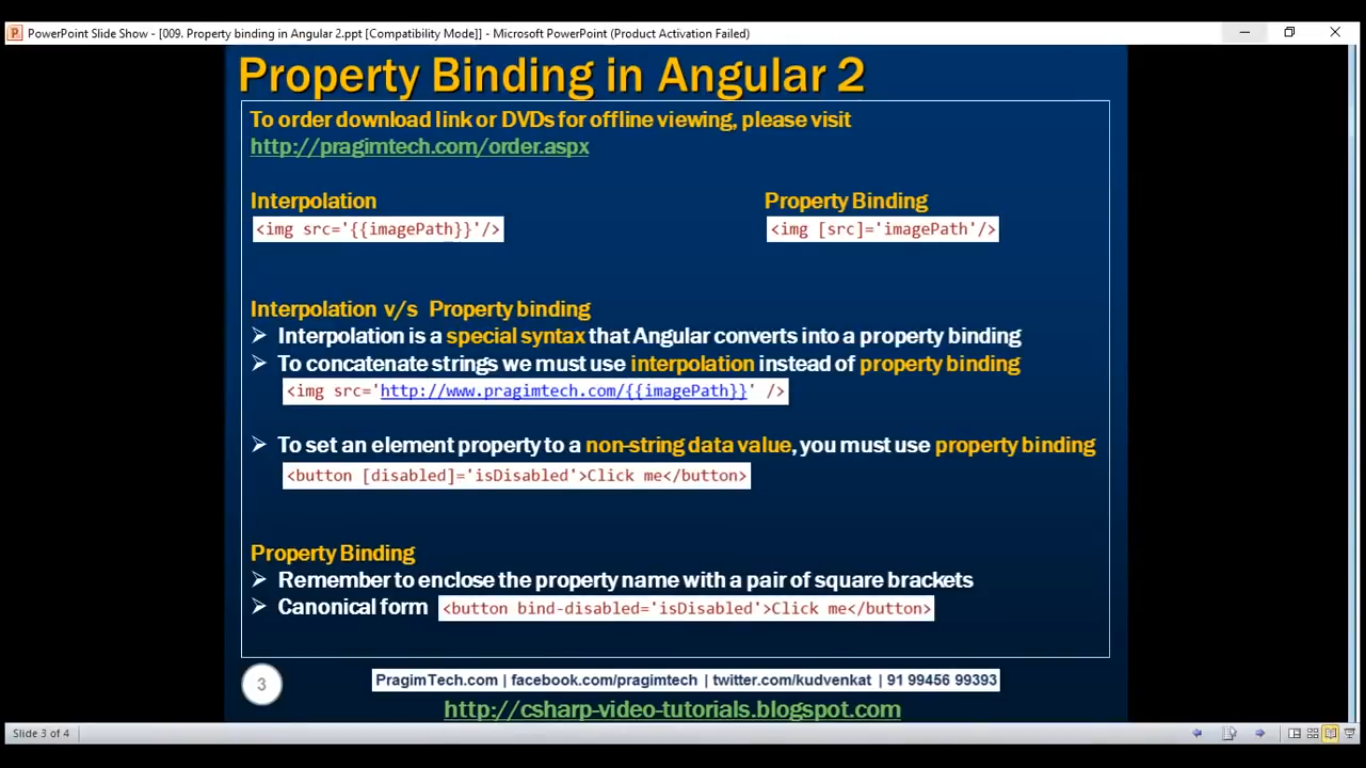 PowerPoint Slide Show - [009. Property binding in Angular 2.ppt [Compatibility Mode]] - Microsoft PowerPoint (Product Activation Failed)
Property Binding in Angular 2
To order download link or DVDs for offline viewing, please visit
http://pragimtech.com/order.aspx
Interpolation
<img src='{{imagePath}}'/>
Property Binding
<img [src]='imagePath'/>
Interpolation v/s Property binding
Interpolation is a special syntax that Angular converts into a property binding
To concatenate strings we must use interpolation instead of property binding
<img src='http://www.pragimtech.com/{{imagePath}}' />
To set an element property to a non-string data value, you must use property binding
<button [disabled]='isDisabled'>Click me</button>
Property Binding
Remember to enclose the property name with a pair of square brackets
Canonical form <button bind-disabled='isDisabled'>Click me</button>
3
PragimTech.com | facebook.com/pragimtech | twitter.com/kudvenkat | 91 99456 99393
http://csharp-video-tutorials.blogspot.com
Slide 3 of 4